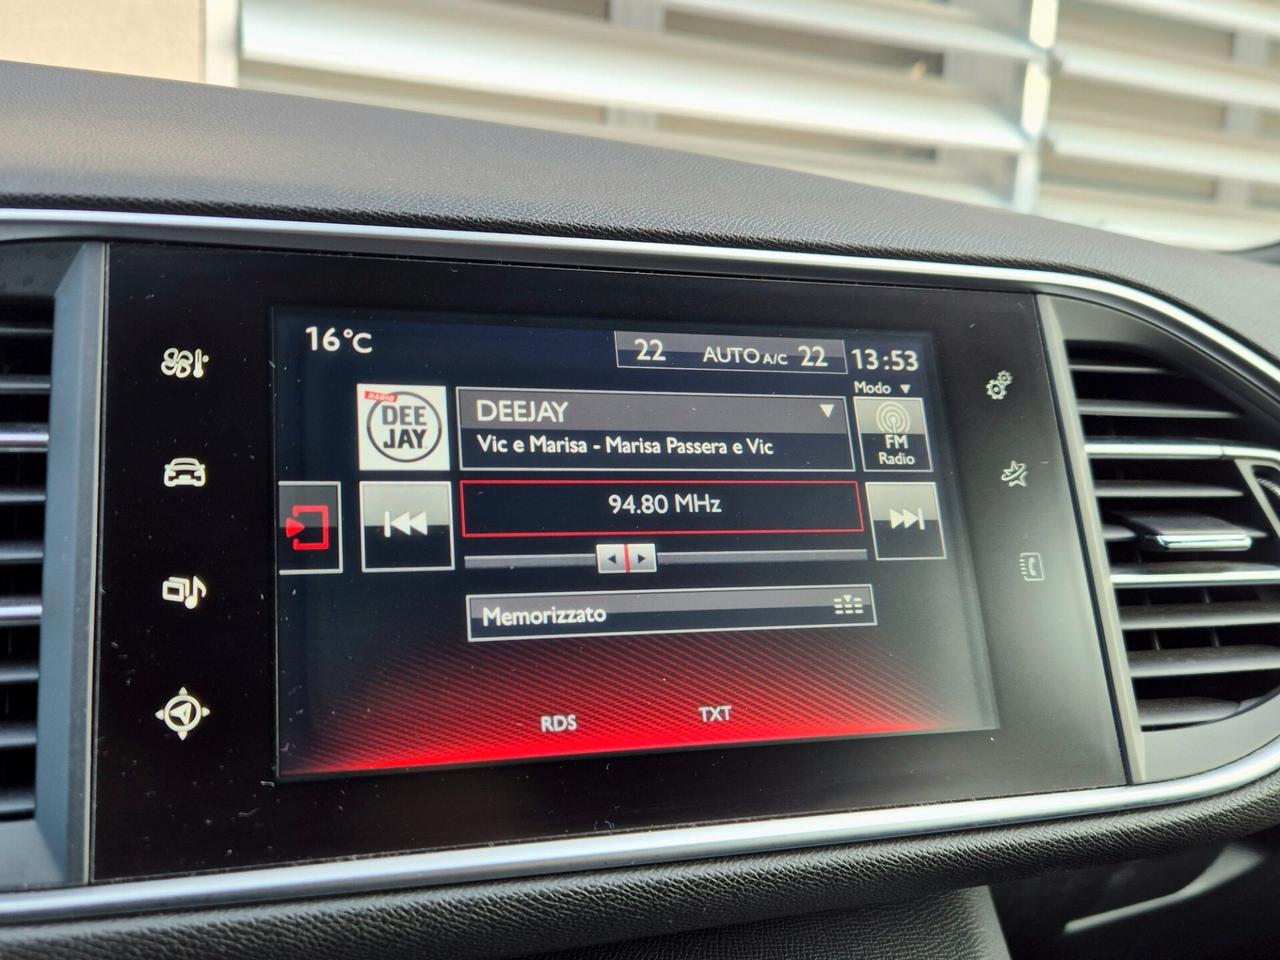 16°C
22 AUTO A/C 22
13:53
Modo
RADIO
DEE
JAY
DEEJAY
Vic e Marisa - Marisa Passera e Vic
FM
Radio
94.80 MHz
Memorizzato
RDS
TXT